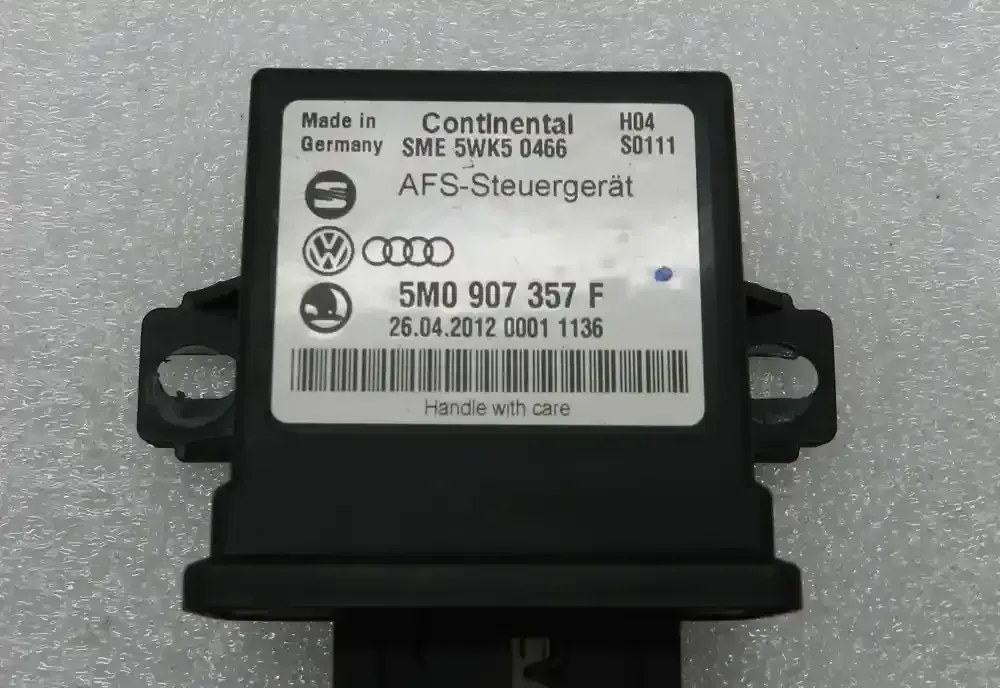 Made in Germany
Continental
SME 5WK5 0466
H04
S0111
AFS-Steuergerät
5M0 907 357 F
26.04.2012 0001 1136
Handle with care